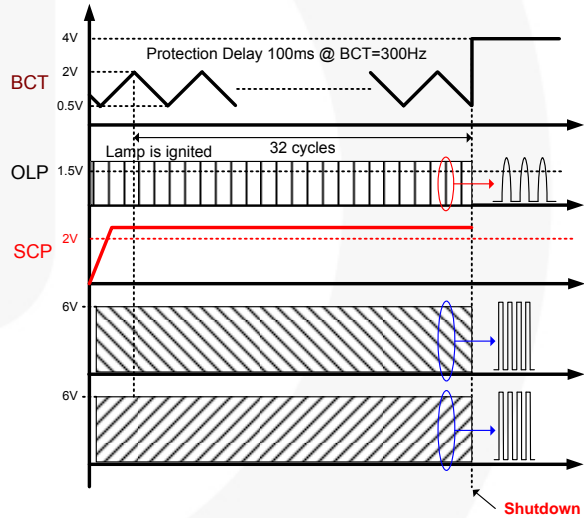 4V
Protection Delay 100ms @ BCT=300Hz
2V
BCT
0.5V
Lamp is ignited
32 cycles
OLP
1.5V
2V
SCP
6V
6V
Shutdown